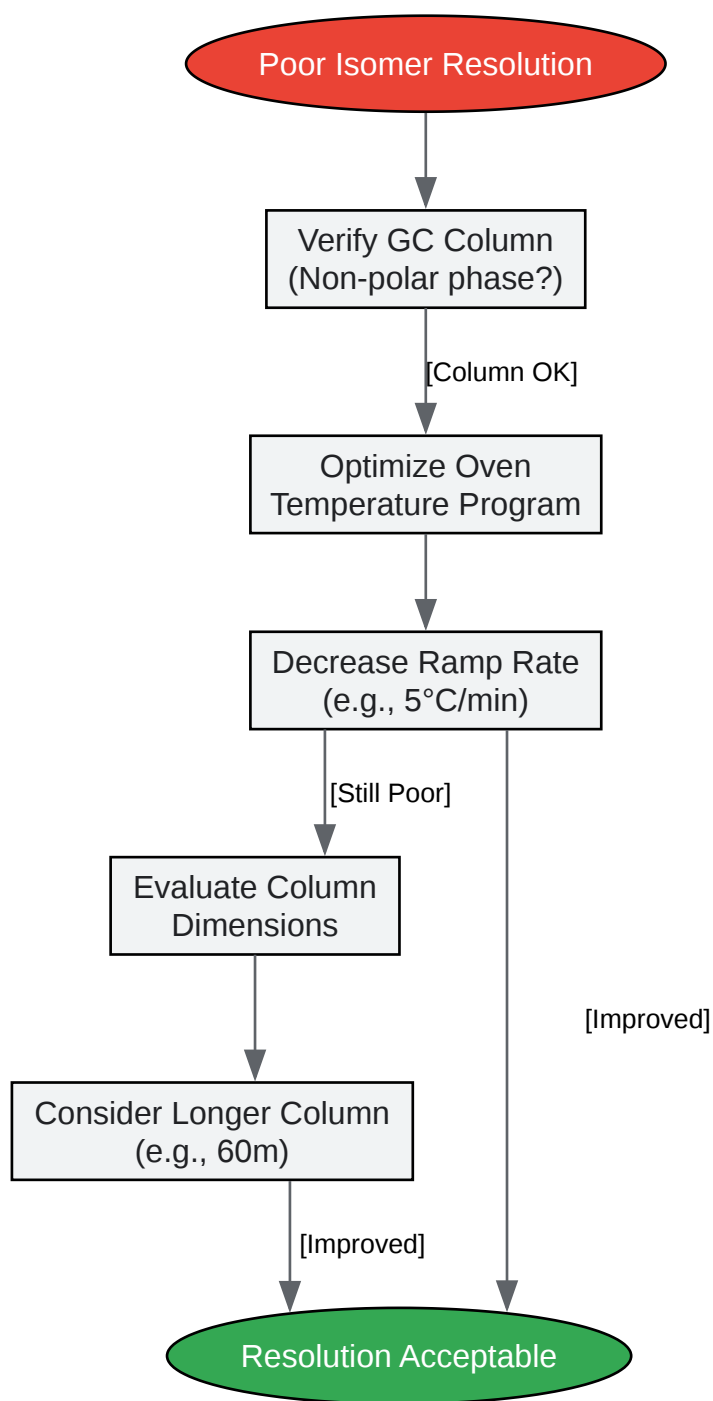 Poor Isomer Resolution
Verify GC Column
(Non-polar phase?)
[Column OK]
Optimize Oven
Temperature Program
Decrease Ramp Rate
(e.g., 5°C/min)
[Still Poor]
Evaluate Column
Dimensions
[Improved]
Consider Longer Column
(e.g., 60m)
[Improved]
Resolution Acceptable